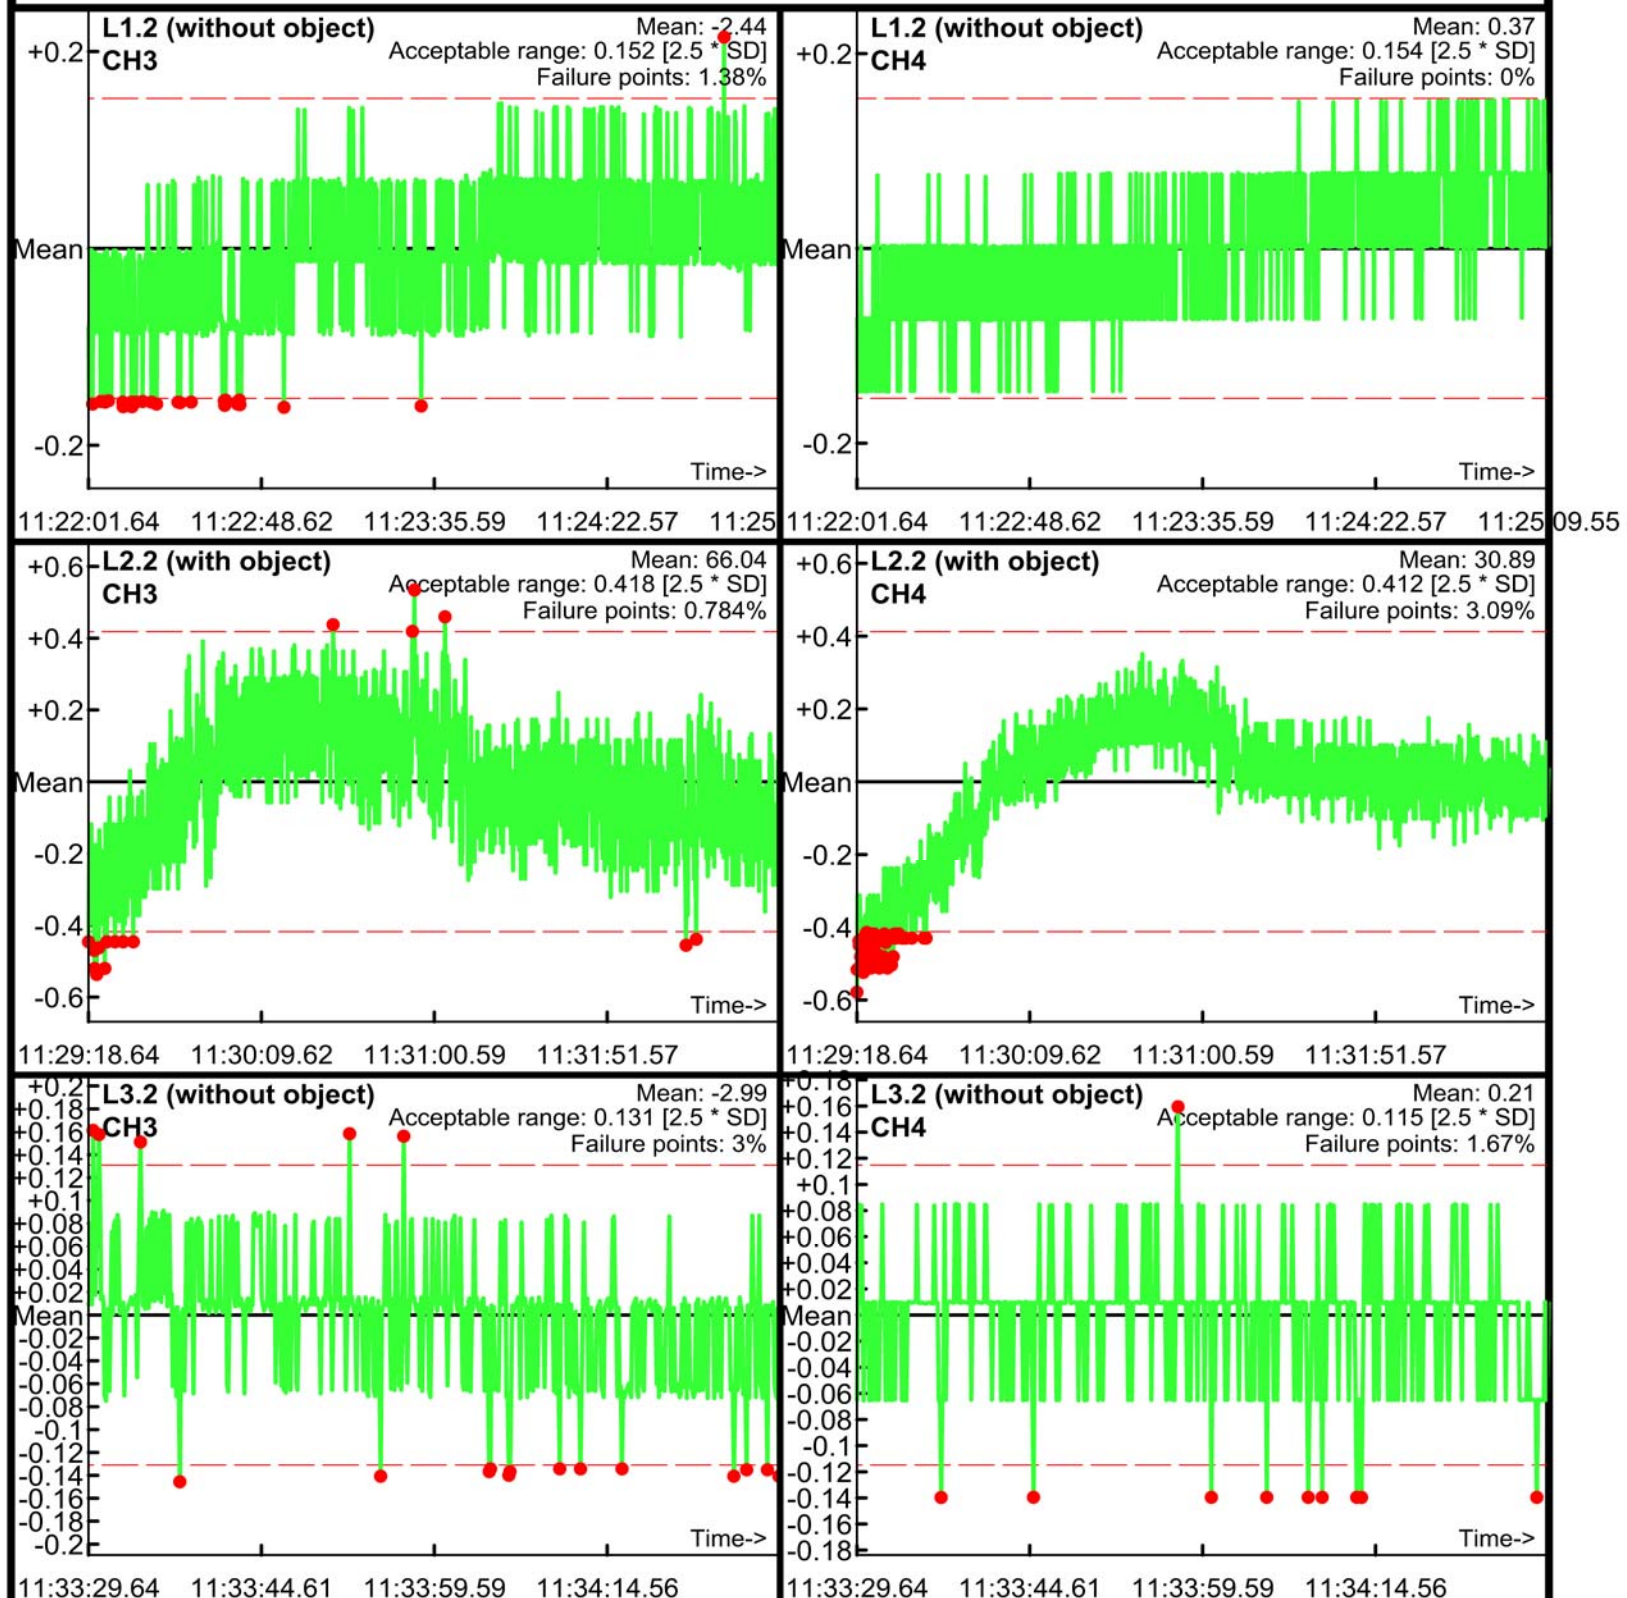 L1.2 (without object)
CH3
Mean: -2.44
Acceptable range: 0.152 [2.5 * SD]
Failure points: 1.38%
+0.2
Mean
-0.2
Time->
11:22:01.64 11:22:48.62 11:23:35.59 11:24:22.57 11:25
L1.2 (without object)
CH4
Mean: 0.37
Acceptable range: 0.154 [2.5 * SD]
Failure points: 0%
+0.2
Mean
-0.2
Time->
11:22:01.64 11:22:48.62 11:23:35.59 11:24:22.57 11:25:09.55
L2.2 (with object)
CH3
Mean: 66.04
Acceptable range: 0.418 [2.5 * SD]
Failure points: 0.784%
+0.6
+0.4
+0.2
Mean
-0.2
-0.4
-0.6
Time->
11:29:18.64 11:30:09.62 11:31:00.59 11:31:51.57
L2.2 (with object)
CH4
Mean: 30.89
Acceptable range: 0.412 [2.5 * SD]
Failure points: 3.09%
+0.6
+0.4
+0.2
Mean
-0.2
-0.4
-0.6
Time->
11:29:18.64 11:30:09.62 11:31:00.59 11:31:51.57
L3.2 (without object)
CH3
Mean: -2.99
Acceptable range: 0.131 [2.5 * SD]
Failure points: 3%
+0.2
+0.18
+0.16
+0.14
+0.12
+0.1
+0.08
+0.06
+0.04
+0.02
Mean
-0.02
-0.04
-0.06
-0.08
-0.1
-0.12
-0.14
-0.16
-0.18
-0.2
Time->
11:33:29.64 11:33:44.61 11:33:59.59 11:34:14.56
L3.2 (without object)
CH4
Mean: 0.21
Acceptable range: 0.115 [2.5 * SD]
Failure points: 1.67%
+0.18
+0.16
+0.14
+0.12
+0.1
+0.08
+0.06
+0.04
+0.02
Mean
-0.02
-0.04
-0.06
-0.08
-0.1
-0.12
-0.14
-0.16
-0.18
Time->
11:33:29.64 11:33:44.61 11:33:59.59 11:34:14.56